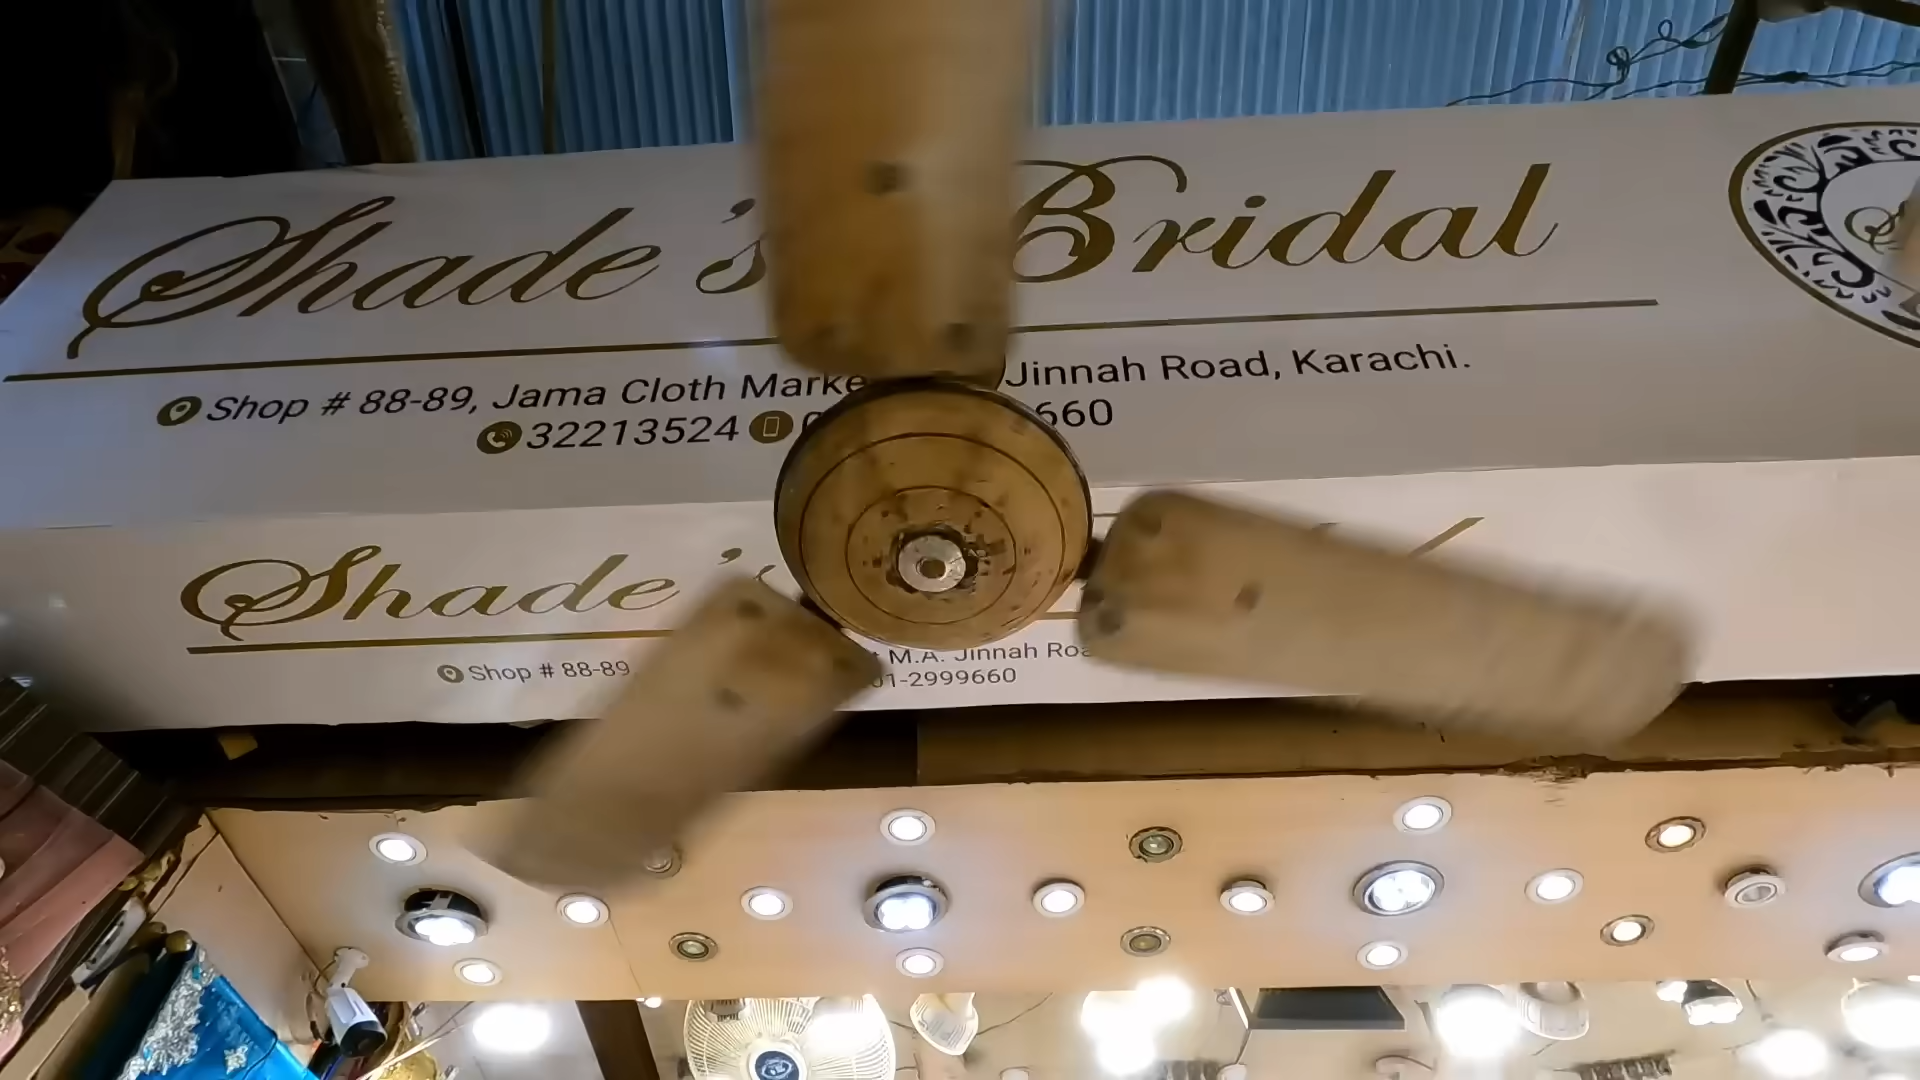 Shade's Bridal
Shop # 88-89, Jama Cloth Marke Jinnah Road, Karachi.
32213524 0 660
Shade's
Shop # 88-89, M.A. Jinnah Roa
01-2999660